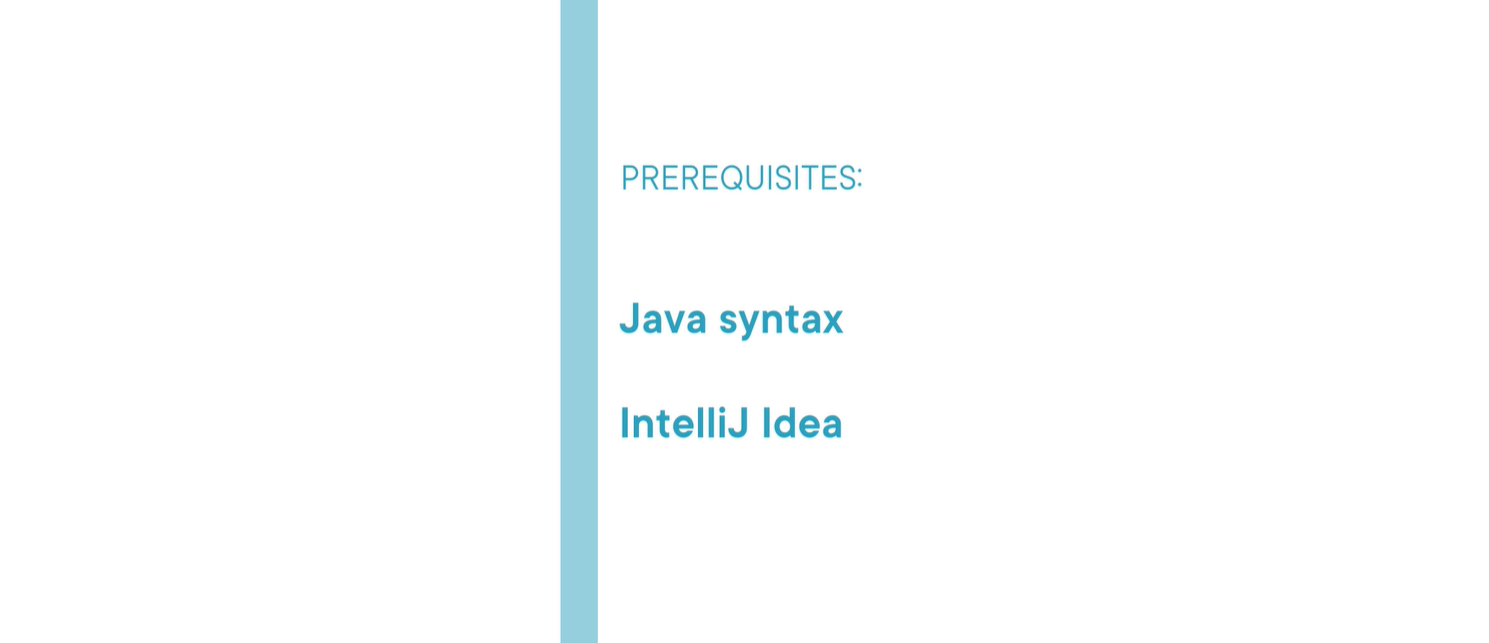 PREREQUISITES:
Java syntax
IntelliJ Idea